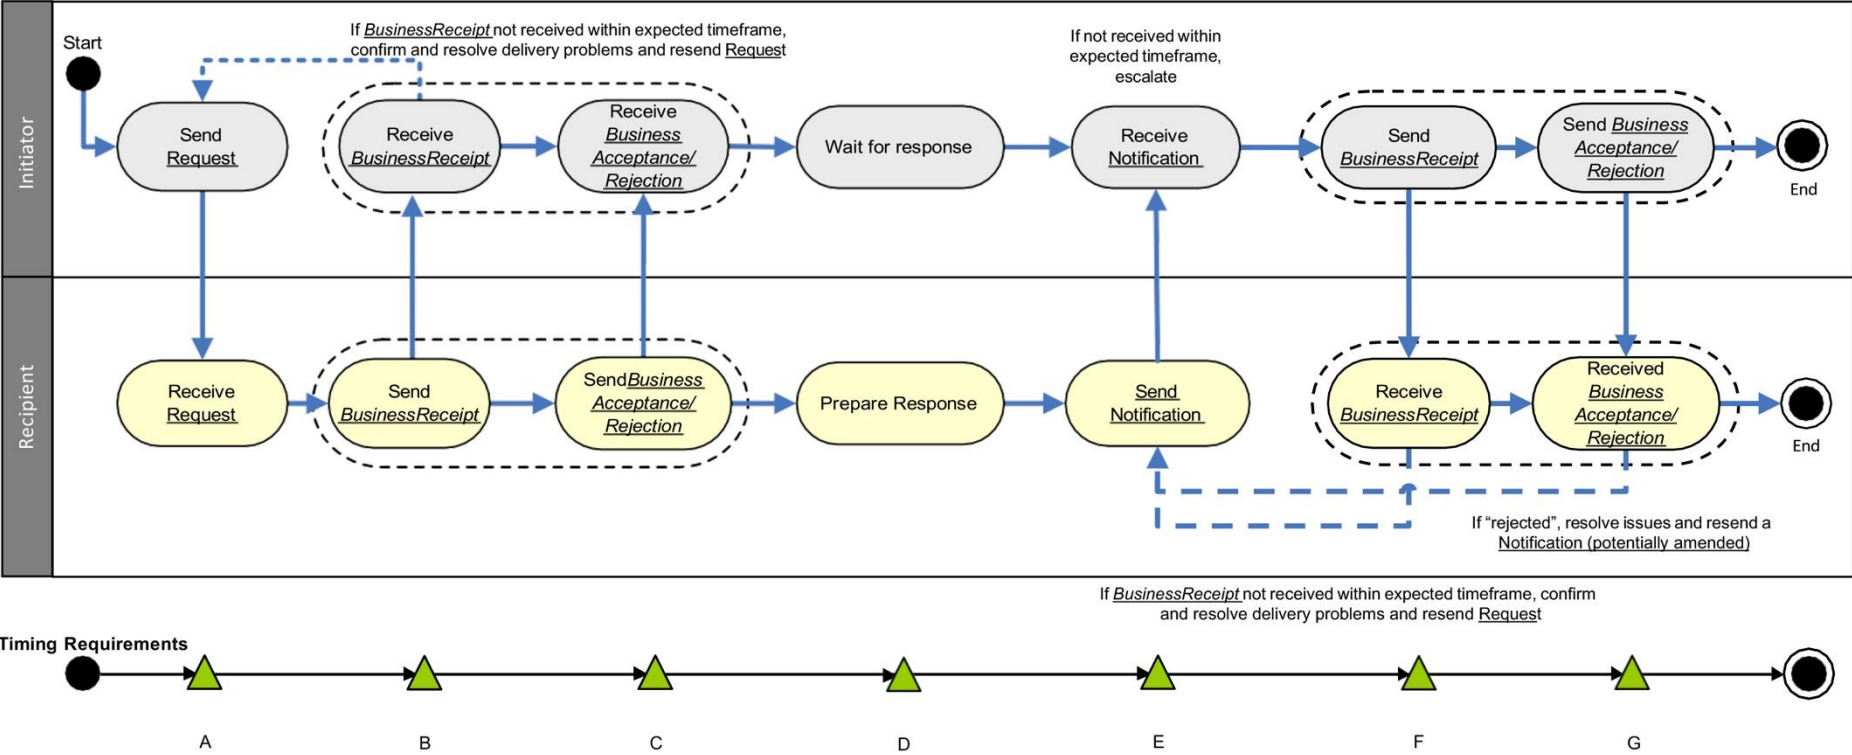 Initiator
Start
If BusinessReceipt not received within expected timeframe,
confirm and resolve delivery problems and resend Request
If not received within
expected timeframe,
escalate
Send
Request
Receive
BusinessReceipt
Receive
Business
Acceptance/
Rejection
Wait for response
Receive
Notification
Send
BusinessReceipt
Send Business
Acceptance/
Rejection
End
Recipient
Receive
Request
Send
BusinessReceipt
SendBusiness
Acceptance/
Rejection
Prepare Response
Send
Notification
Receive
BusinessReceipt
Received
Business
Acceptance/
Rejection
End
If “rejected”, resolve issues and resend a
Notification (potentially amended)
If BusinessReceipt not received within expected timeframe, confirm
and resolve delivery problems and resend Request
Timing Requirements
A B C D E F G